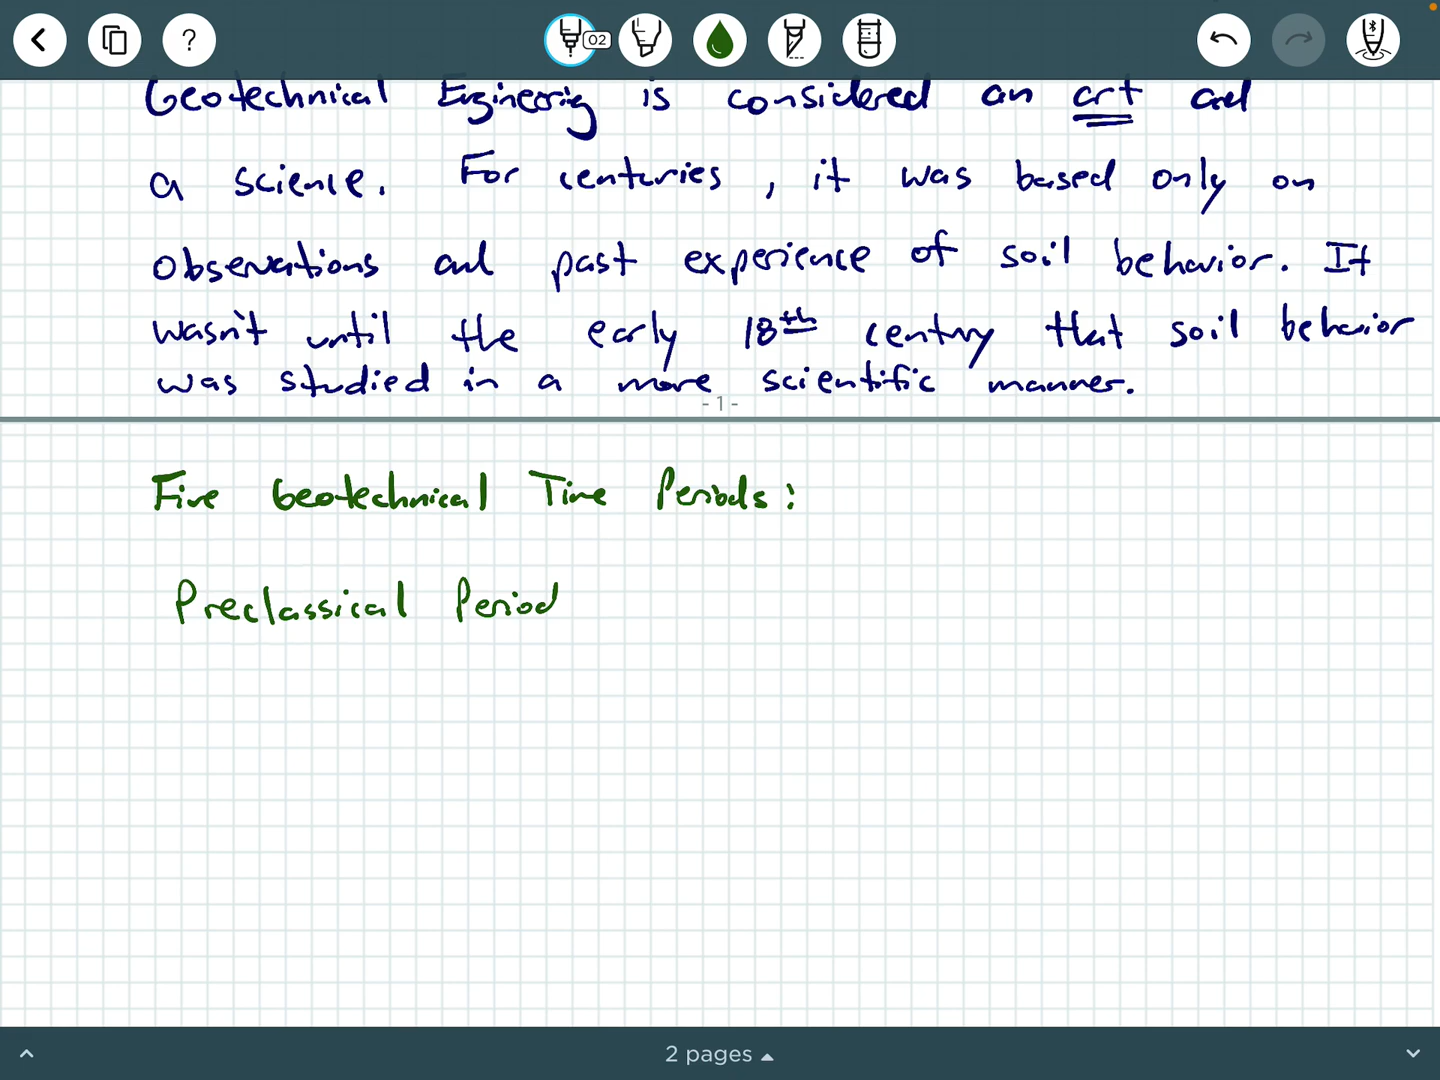 ?
02
Geotechnical Engineering is considered an art and
a science. For centuries, it was based only on
observations and past experience of soil behavior. It
wasn't until the early 18th century that soil behavior
was studied in a more scientific manner.
- 1 -
Five Geotechnical Time Periods:
Preclassical Period
2 pages